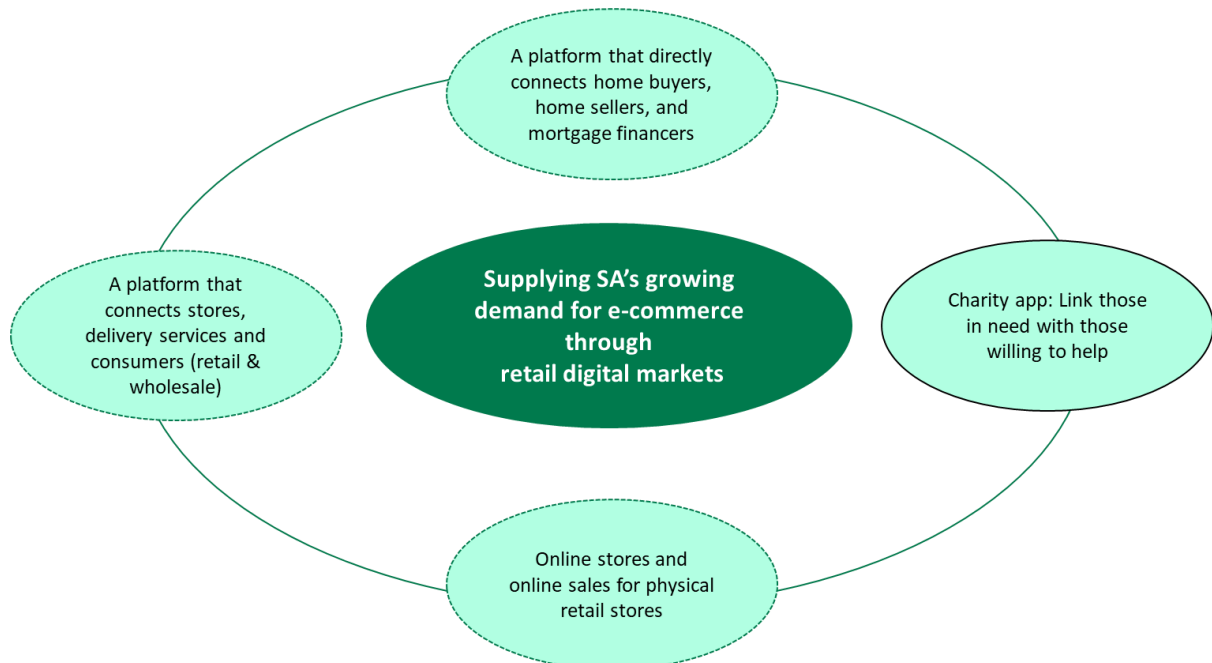 A platform that directly
connects home buyers,
home sellers, and
mortgage financers
A platform that
connects stores,
delivery services and
consumers (retail &
wholesale)
Supplying SA’s growing
demand for e-commerce
through
retail digital markets
Charity app: Link those
in need with those
willing to help
Online stores and
online sales for physical
retail stores